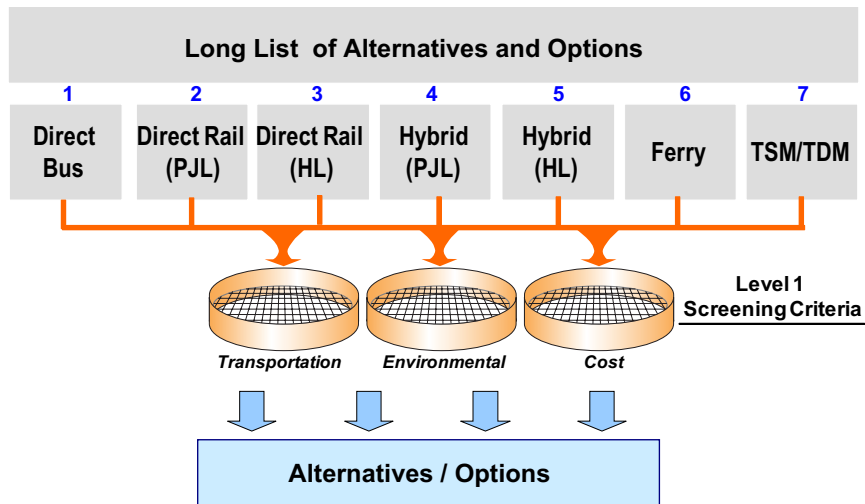 Long List of Alternatives and Options
1 2 3 4 5 6 7
Direct Bus
Direct Rail (PJL)
Direct Rail (HL)
Hybrid (PJL)
Hybrid (HL)
Ferry
TSM/TDM
Level 1
Screening Criteria
Transportation
Environmental
Cost
Alternatives / Options